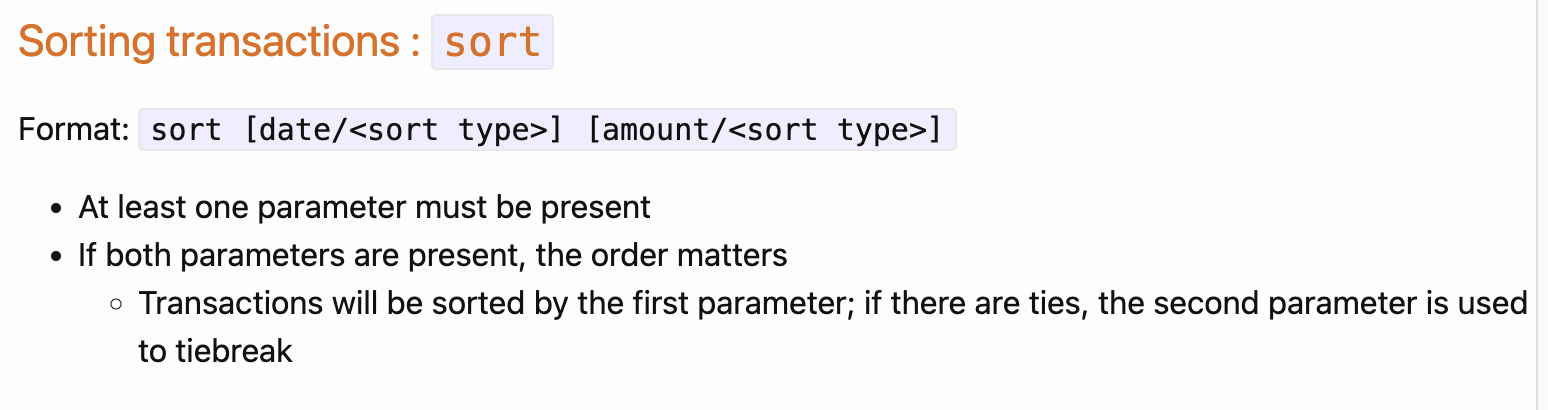 Sorting transactions : sort
Format: sort [date/<sort type>] [amount/<sort type>]
• At least one parameter must be present
• If both parameters are present, the order matters
◦ Transactions will be sorted by the first parameter; if there are ties, the second parameter is used
to tiebreak